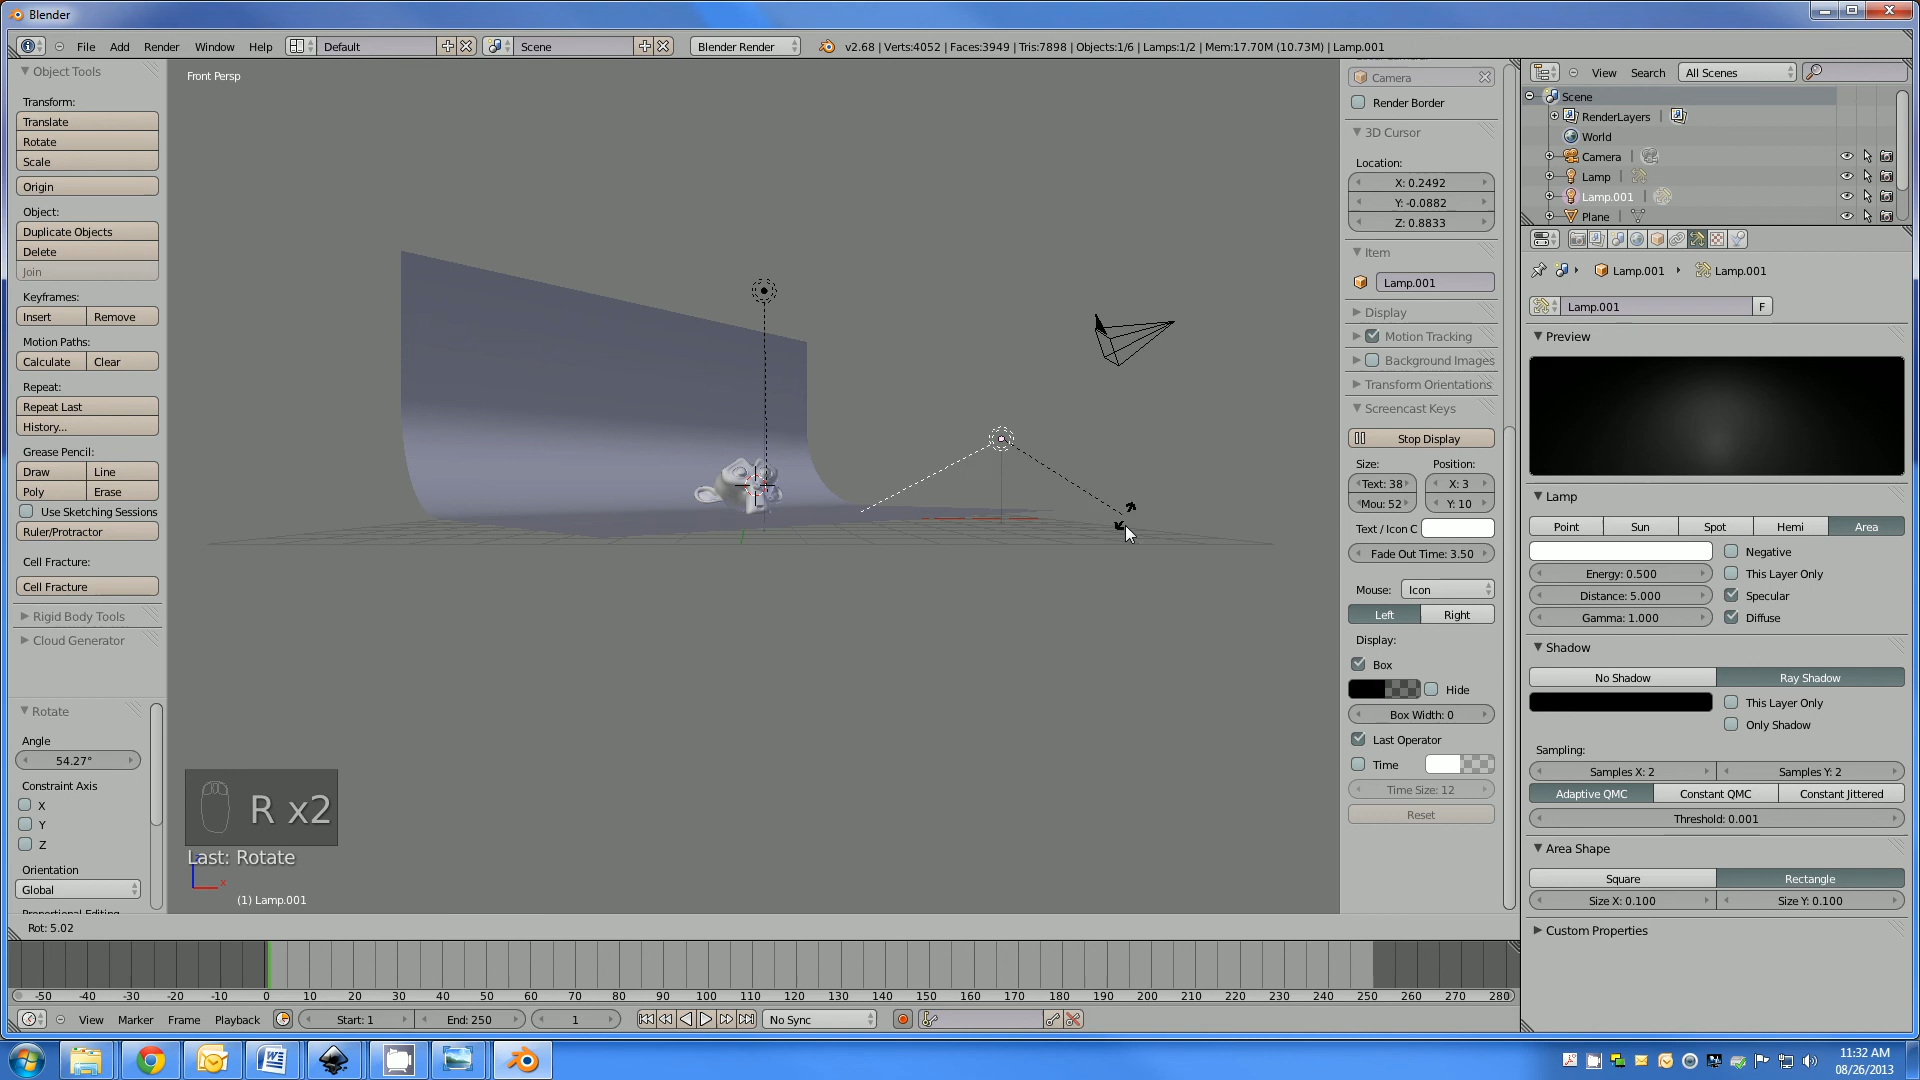 Blender
File Add Render Window Help Default Scene Blender Render v2.68 | Verts:4052 | Faces:3949 | Tris:7898 | Objects:1/6 | Lamps:1/2 | Mem:17.70M (10.73M) | Lamp.001
Object Tools
Transform:
Translate
Rotate
Scale
Origin
Object:
Duplicate Objects
Delete
Join
Keyframes:
Insert Remove
Motion Paths:
Calculate Clear
Repeat:
Repeat Last
History...
Grease Pencil:
Draw Line
Poly Erase
Use Sketching Sessions
Ruler/Protractor
Cell Fracture:
Cell Fracture
Rigid Body Tools
Cloud Generator
Rotate
Angle
54.27°
Constraint Axis
X
Y
Z
Orientation
Global
Front Persp
R x2
Last: Rotate
x
(1) Lamp.001
Rot: 5.02
Camera
Render Border
3D Cursor
Location:
X: 0.2492
Y: -0.0882
Z: 0.8833
Item
Lamp.001
Display
Motion Tracking
Background Images
Transform Orientations
Screencast Keys
Stop Display
Size: Position:
Text: 38 X: 3
Mou: 52 Y: 10
Text / Icon C
Fade Out Time: 3.50
Mouse: Icon
Left Right
Display:
Box
Hide
Box Width: 0
Last Operator
Time
Time Size: 12
Reset
View Search All Scenes
Scene
RenderLayers
World
Camera
Lamp
Lamp.001
Plane
Lamp.001 Lamp.001
Lamp.001 F
Preview
Lamp
Point Sun Spot Hemi Area
Negative
Energy: 0.500 This Layer Only
Distance: 5.000 Specular
Gamma: 1.000 Diffuse
Shadow
No Shadow Ray Shadow
This Layer Only
Only Shadow
Sampling:
Samples X: 2 Samples Y: 2
Adaptive QMC Constant QMC Constant Jittered
Threshold: 0.001
Area Shape
Square Rectangle
Size X: 0.100 Size Y: 0.100
Custom Properties
-50 -40 -30 -20 -10 0 10 20 30 40 50 60 70 80 90 100 110 120 130 140 150 160 170 180 190 200 210 220 230 240 250 260 270 280
View Marker Frame Playback Start: 1 End: 250 1 No Sync
11:32 AM
08/26/2013